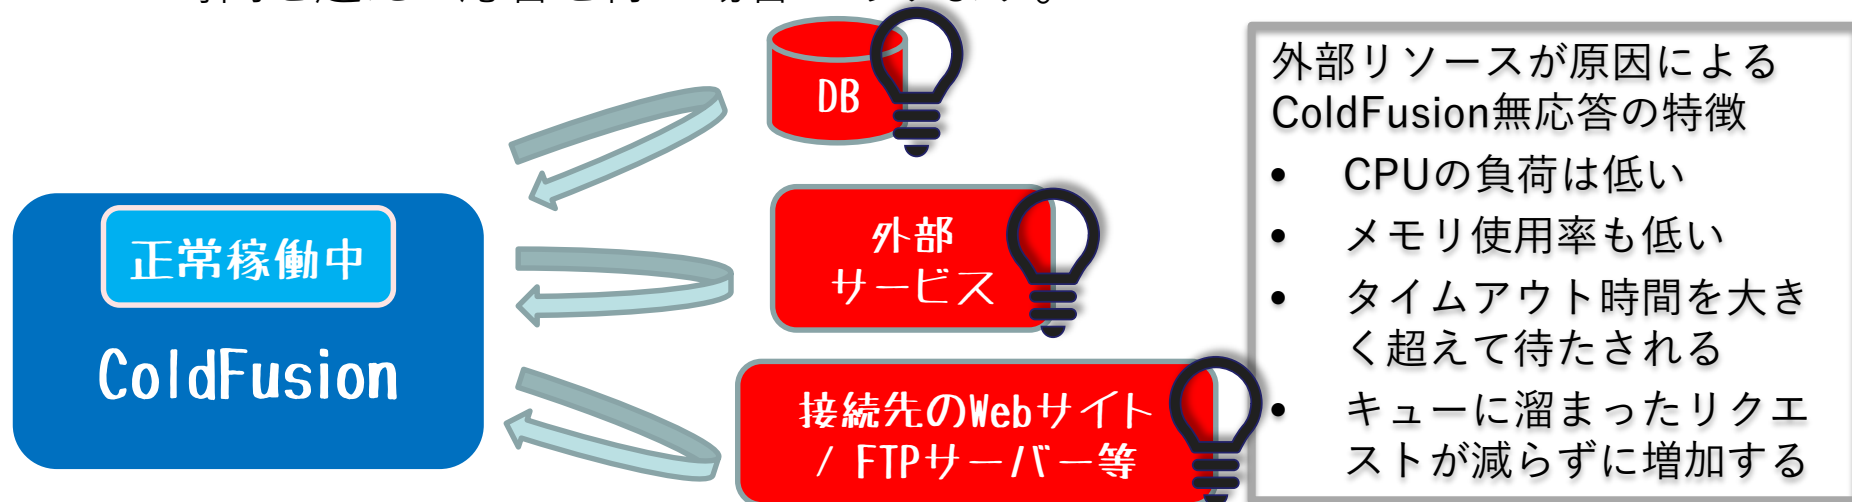 DB
外部リソースが原因による
ColdFusion無応答の特徴
• CPUの負荷は低い
• メモリ使用率も低い
• タイムアウト時間を大き
く超えて待たされる
• キューに溜まったリクエ
ストが減らずに増加する
正常稼働中
ColdFusion
外部
サービス
接続先のWebサイト
/ FTPサーバー等